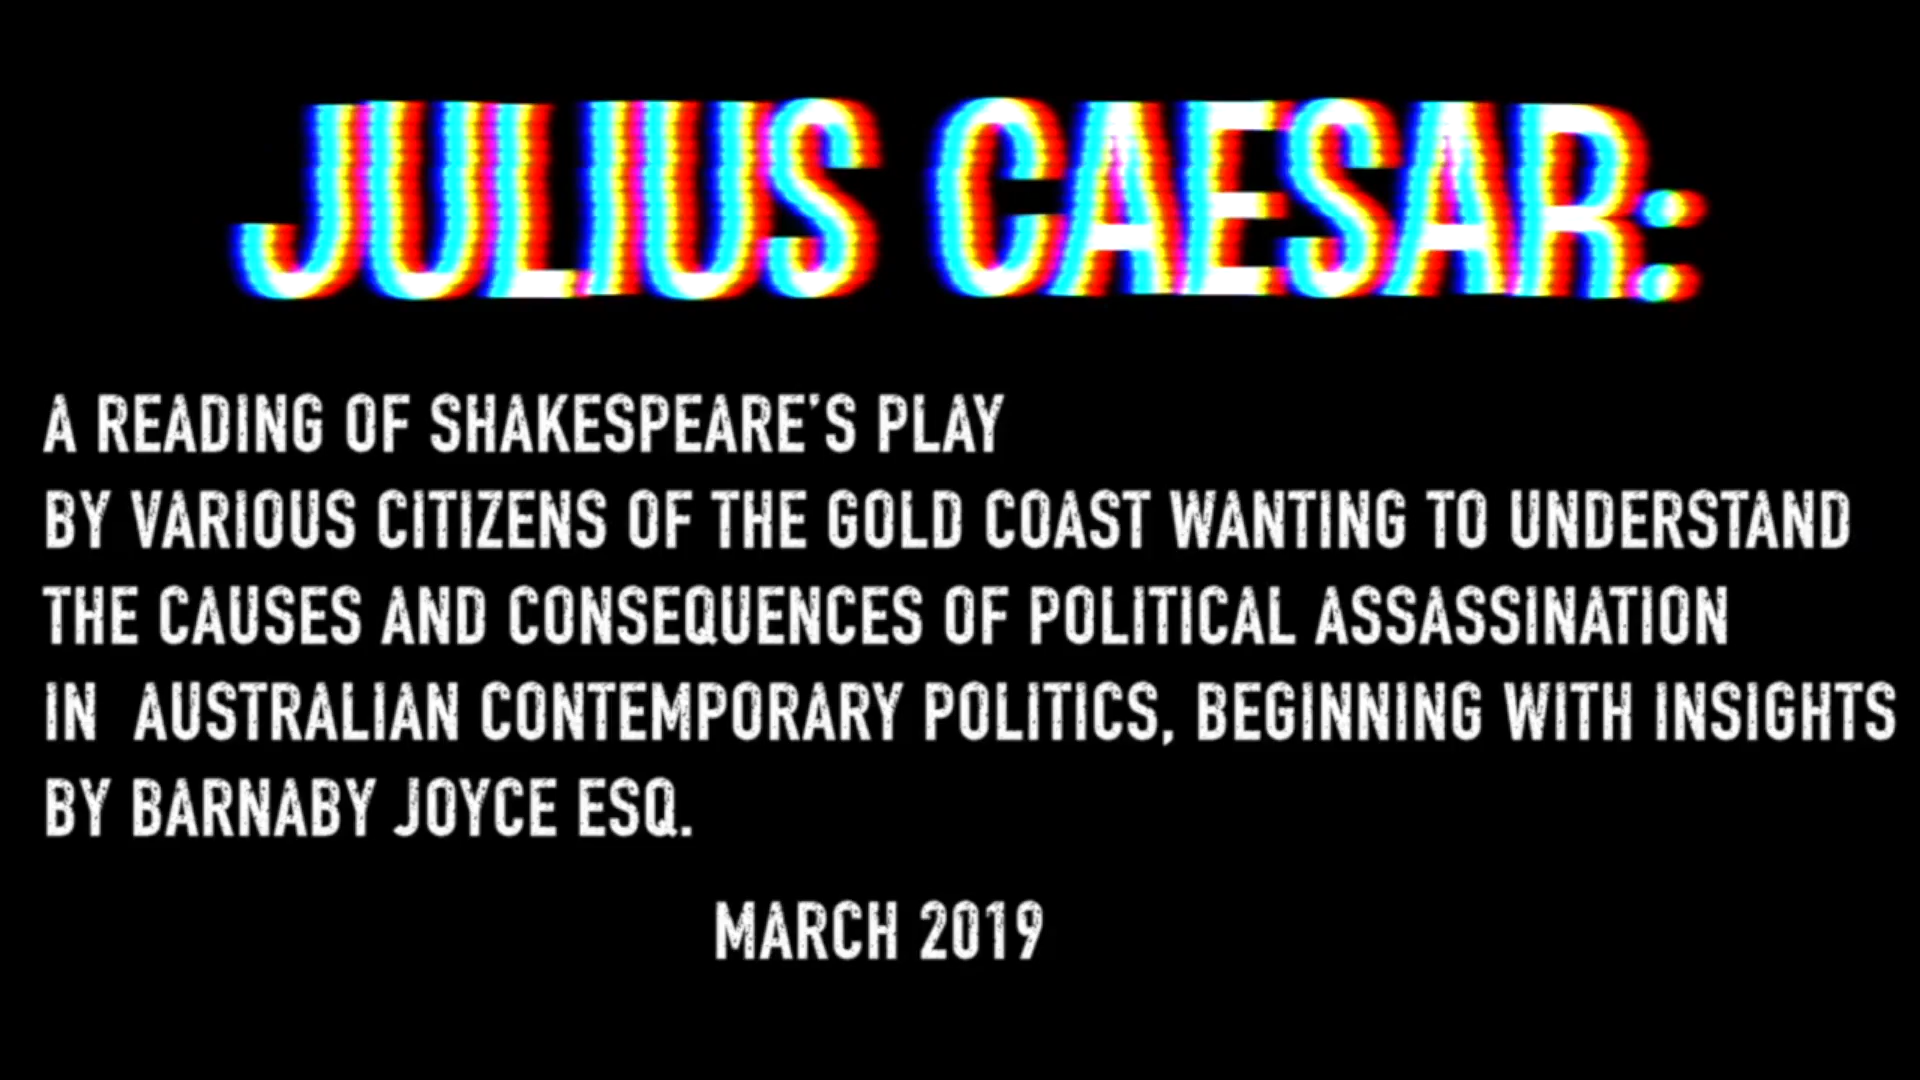 JULIUS CAESAR:
A READING OF SHAKESPEARE’S PLAY
BY VARIOUS CITIZENS OF THE GOLD COAST WANTING TO UNDERSTAND
THE CAUSES AND CONSEQUENCES OF POLITICAL ASSASSINATION
IN  AUSTRALIAN CONTEMPORARY POLITICS, BEGINNING WITH INSIGHTS
BY BARNABY JOYCE ESQ.
MARCH 2019